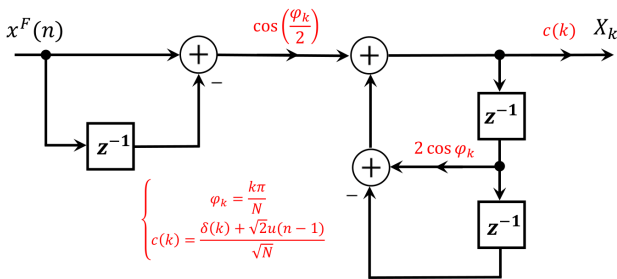 x^F(n)
+
−
z^{-1}
cos(φ_k/2)
+
c(k)
X_k
z^{-1}
+
−
2 cos φ_k
z^{-1}
{ φ_k = kπ/N
c(k) = (δ(k) + √2u(n − 1))/√N